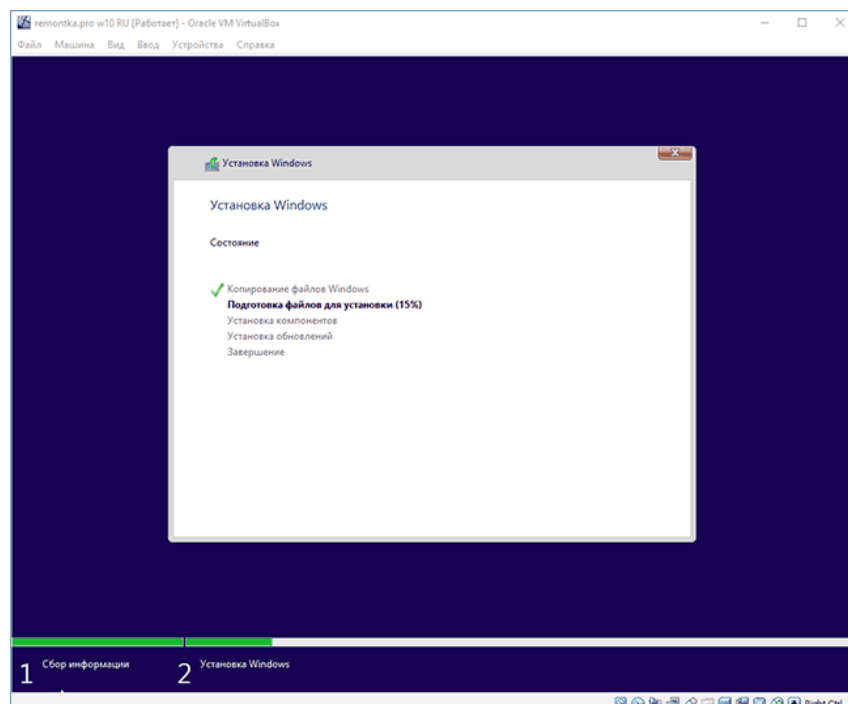 remontka.pro w10 RU [Работает] - Oracle VM VirtualBox
Файл Машина Вид Ввод Устройства Справка
Установка Windows
Установка Windows
Состояние
Копирование файлов Windows
Подготовка файлов для установки (15%)
Установка компонентов
Установка обновлений
Завершение
1 Сбор информации 2 Установка Windows
Right Ctrl